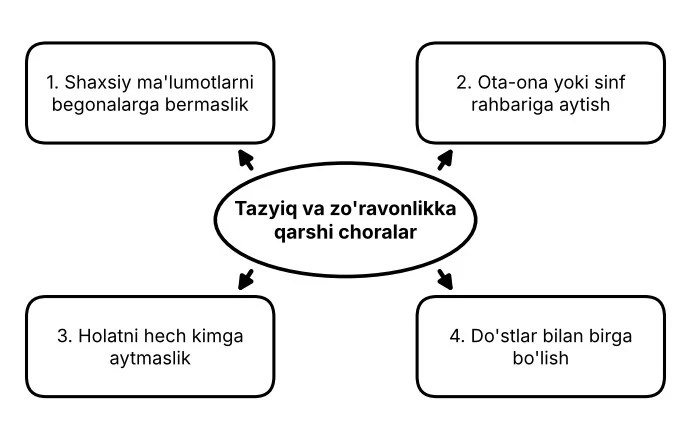 1. Shaxsiy ma'lumotlarni
begonalarga bermaslik
2. Ota-ona yoki sinf
rahbariga aytish
Tazyiq va zo'ravonlikka
qarshi choralar
3. Holatni hech kimga
aytmaslik
4. Do'stlar bilan birga
bo'lish